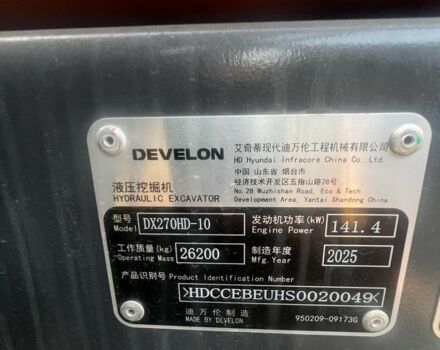 DEVELON
艾奇蒂现代迪万伦工程机械有限公司
HD Hyundai Infracore China Co., Ltd.
中国 山东省 烟台市
经济技术开发区五指山路28号
No.28 Wuzhishan Road, Eco & Tech.
Development Area, Yantai Shandong China.
液压挖掘机
HYDRAULIC EXCAVATOR
型号 DX270HD-10 发动机功率(kW) 141.4
Model Engine Power
工作质量(kg) 26200 制造年度 2025
Operating Mass Mfg.Year
产品识别号 Product Identification Number
>HDCCEBEUHS0020049<
迪万伦制造
MADE BY DEVELON 950209-09173G